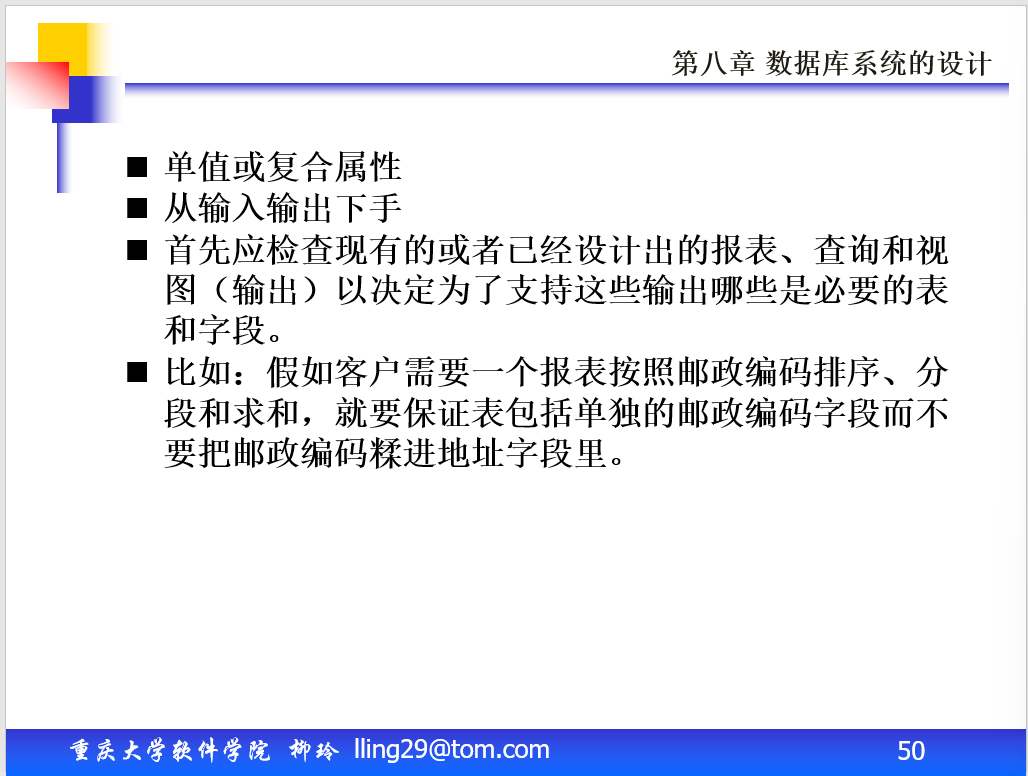 第八章 数据库系统的设计
■ 单值或复合属性
■ 从输入输出下手
■ 首先应检查现有的或者已经设计出的报表、查询和视
图（输出）以决定为了支持这些输出哪些是必要的表
和字段。
■ 比如：假如客户需要一个报表按照邮政编码排序、分
段和求和，就要保证表包括单独的邮政编码字段而不
要把邮政编码糅进地址字段里。
重庆大学软件学院 柳玲 lling29@tom.com 50